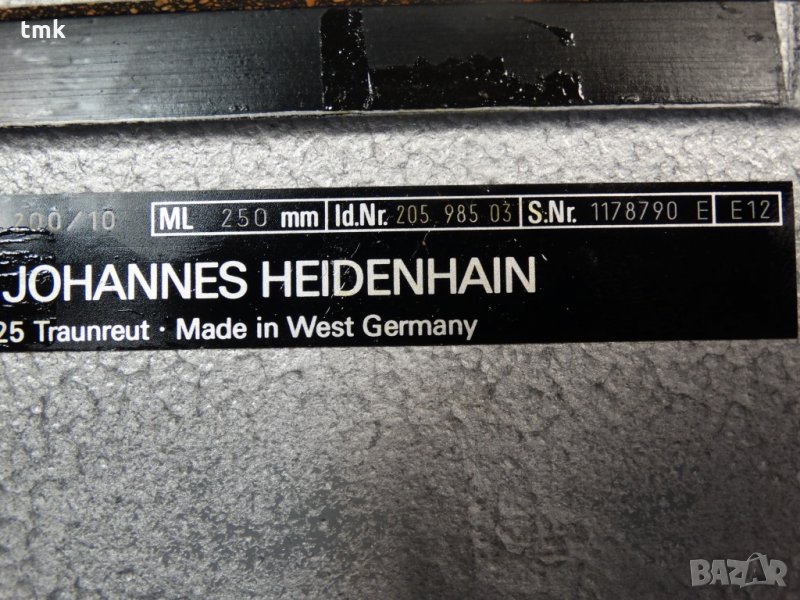 tmk
200/10 ML 250 mm Id.Nr. 205 985 03 S.Nr. 1178790 E E12
JOHANNES HEIDENHAIN
25 Traunreut · Made in West Germany
BAZAR